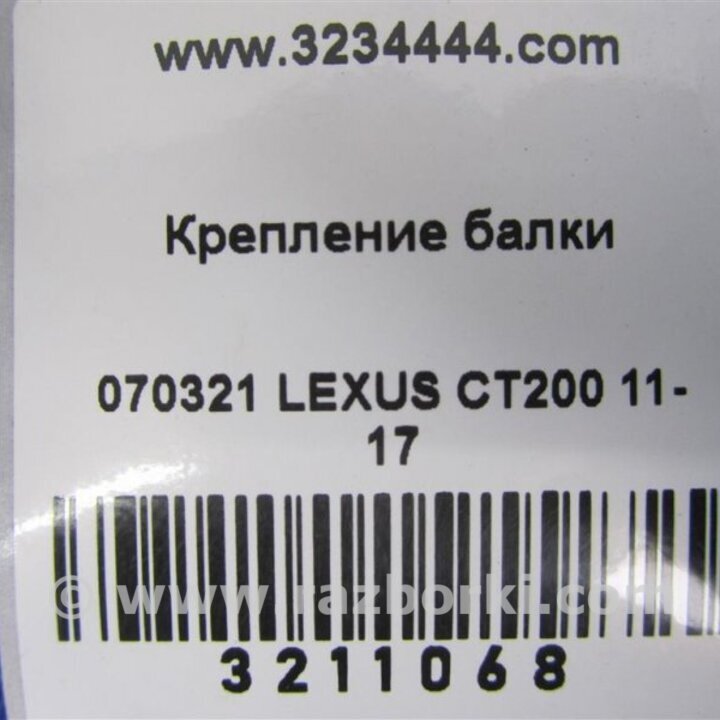 www.3234444.com
Крепление балки
070321 LEXUS CT200 11-
17
© www.razborki.com
3211068